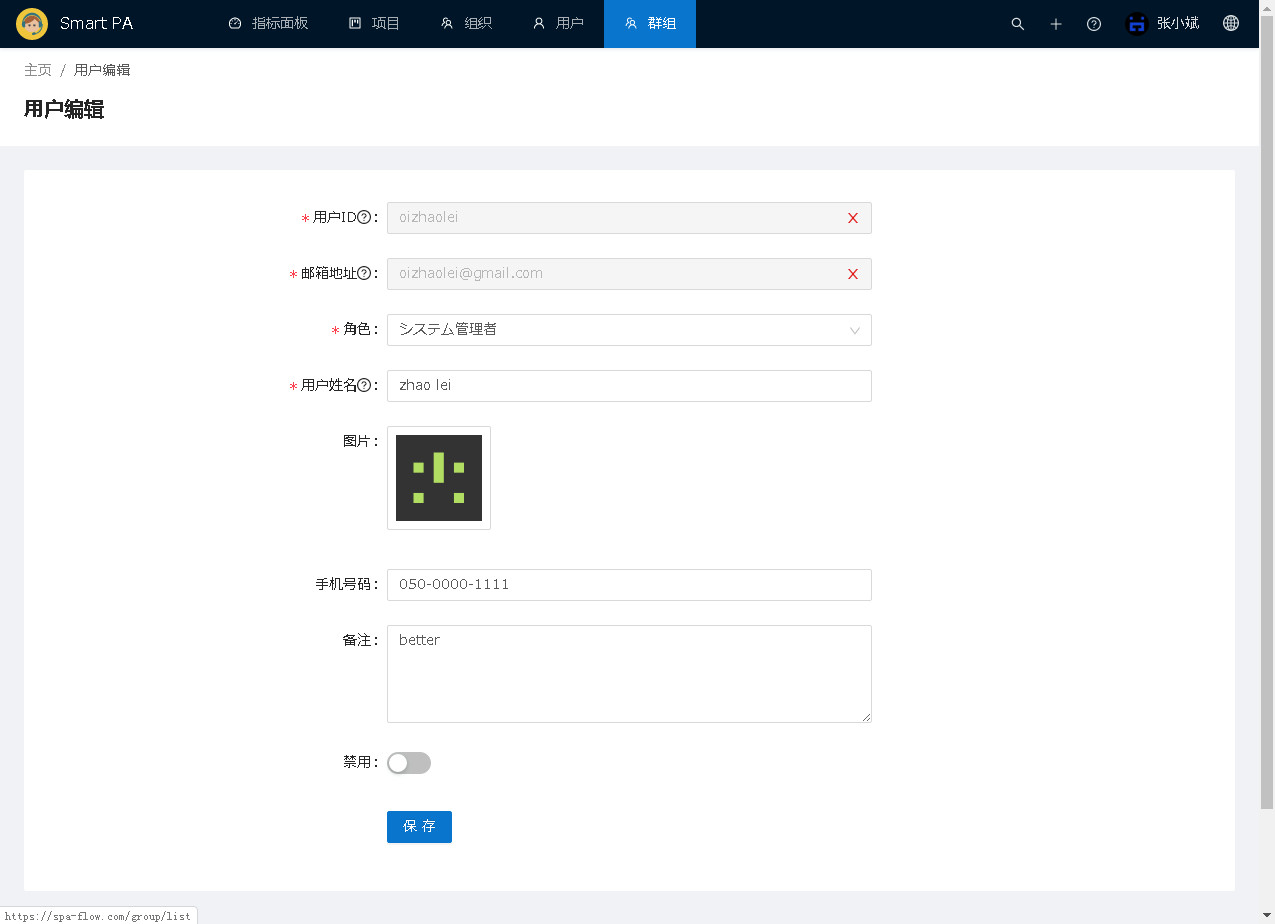 Smart PA 指标面板 项目 组织 用户 群组 张小斌
主页 / 用户编辑
用户编辑
* 用户ID: oizhaolei
* 邮箱地址: oizhaolei@gmail.com
* 角色: システム管理者
* 用户姓名: zhao lei
图片:
手机号码: 050-0000-1111
备注: better
禁用:
保 存
https://spa-flow.com/group/list